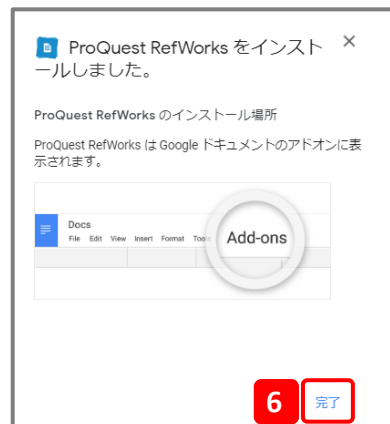 ProQuest RefWorks をインスト
ールしました。
ProQuest RefWorks のインストール場所
ProQuest RefWorks は Google ドキュメントのアドオンに表
示されます。
Docs
File Edit View Insert Format Tools Add-ons
6 完了